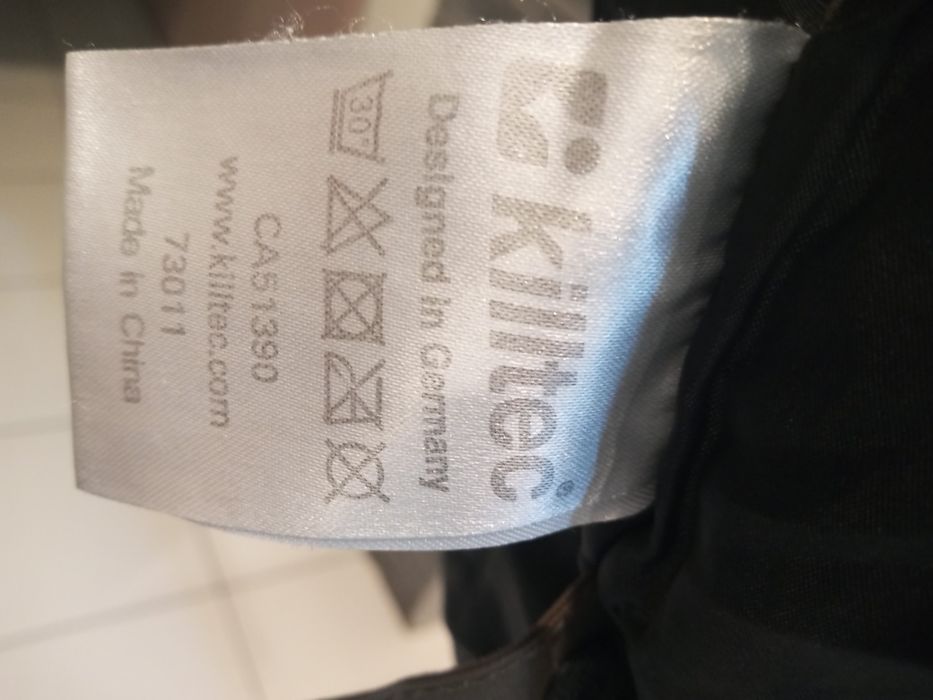 killtec
Designed in Germany
30°
CA51390
www.killtec.com
73011
Made in China